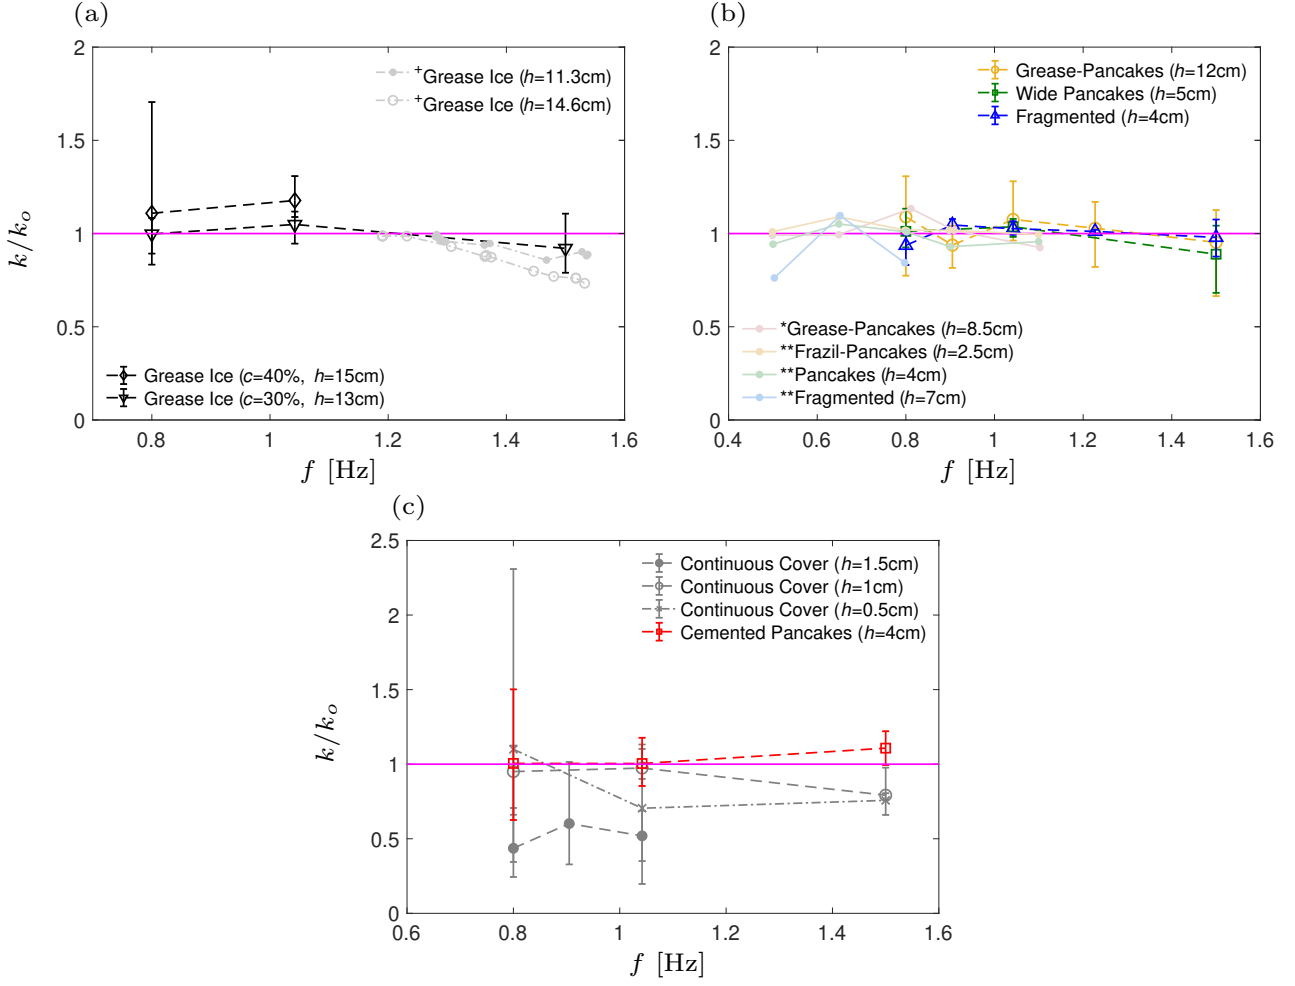 (a)
2
1.5
1
0.5
0
k/k_o
0.8
1
1.2
1.4
1.6
f [Hz]
+Grease Ice (h=11.3cm)
+Grease Ice (h=14.6cm)
Grease Ice (c=40%, h=15cm)
Grease Ice (c=30%, h=13cm)
(b)
2
1.5
1
0.5
0
0.4
0.6
0.8
1
1.2
1.4
1.6
f [Hz]
Grease-Pancakes (h=12cm)
Wide Pancakes (h=5cm)
Fragmented (h=4cm)
*Grease-Pancakes (h=8.5cm)
**Frazil-Pancakes (h=2.5cm)
**Pancakes (h=4cm)
**Fragmented (h=7cm)
(c)
2.5
2
1.5
1
0.5
0
k/k_o
0.6
0.8
1
1.2
1.4
1.6
f [Hz]
Continuous Cover (h=1.5cm)
Continuous Cover (h=1cm)
Continuous Cover (h=0.5cm)
Cemented Pancakes (h=4cm)